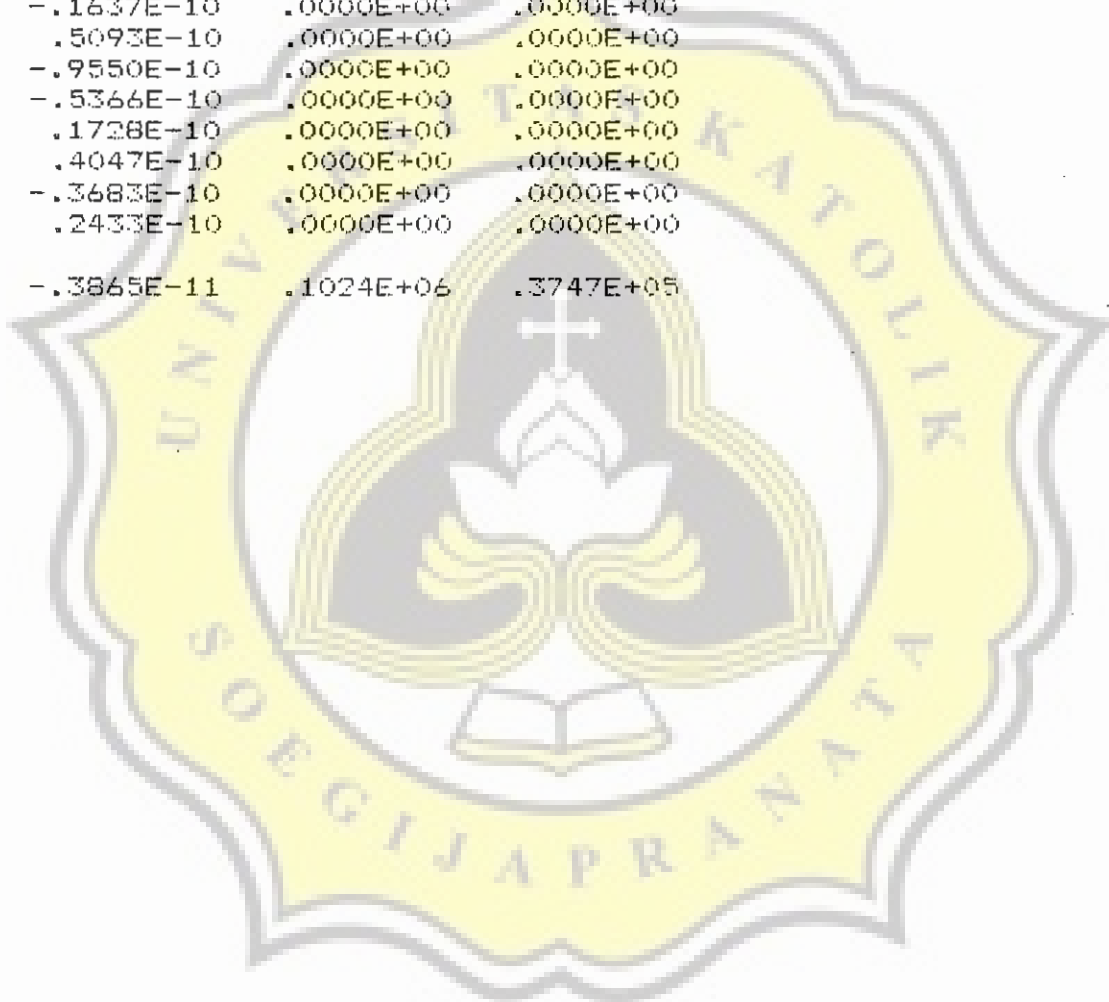 -.1637E-10 .0000E+00 .0000E+00
.5093E-10 .0000E+00 .0000E+00
-.9550E-10 .0000E+00 .0000E+00
-.5366E-10 .0000E+00 .0000E+00
.1728E-10 .0000E+00 .0000E+00
.4047E-10 .0000E+00 .0000E+00
-.3683E-10 .0000E+00 .0000E+00
.2433E-10 .0000E+00 .0000E+00
-.3865E-11 .1024E+06 .3747E+05
UNIVERSITAS KATOLIK
SOEGIJAPRANATA